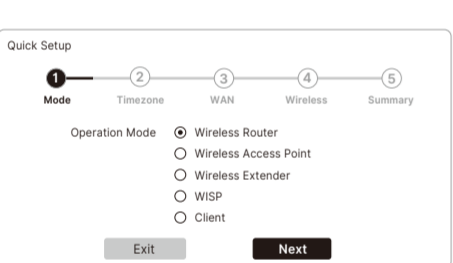 Quick Setup
1 2 3 4 5
Mode Timezone WAN Wireless Summary
Operation Mode Wireless Router
Wireless Access Point
Wireless Extender
WISP
Client
Exit Next